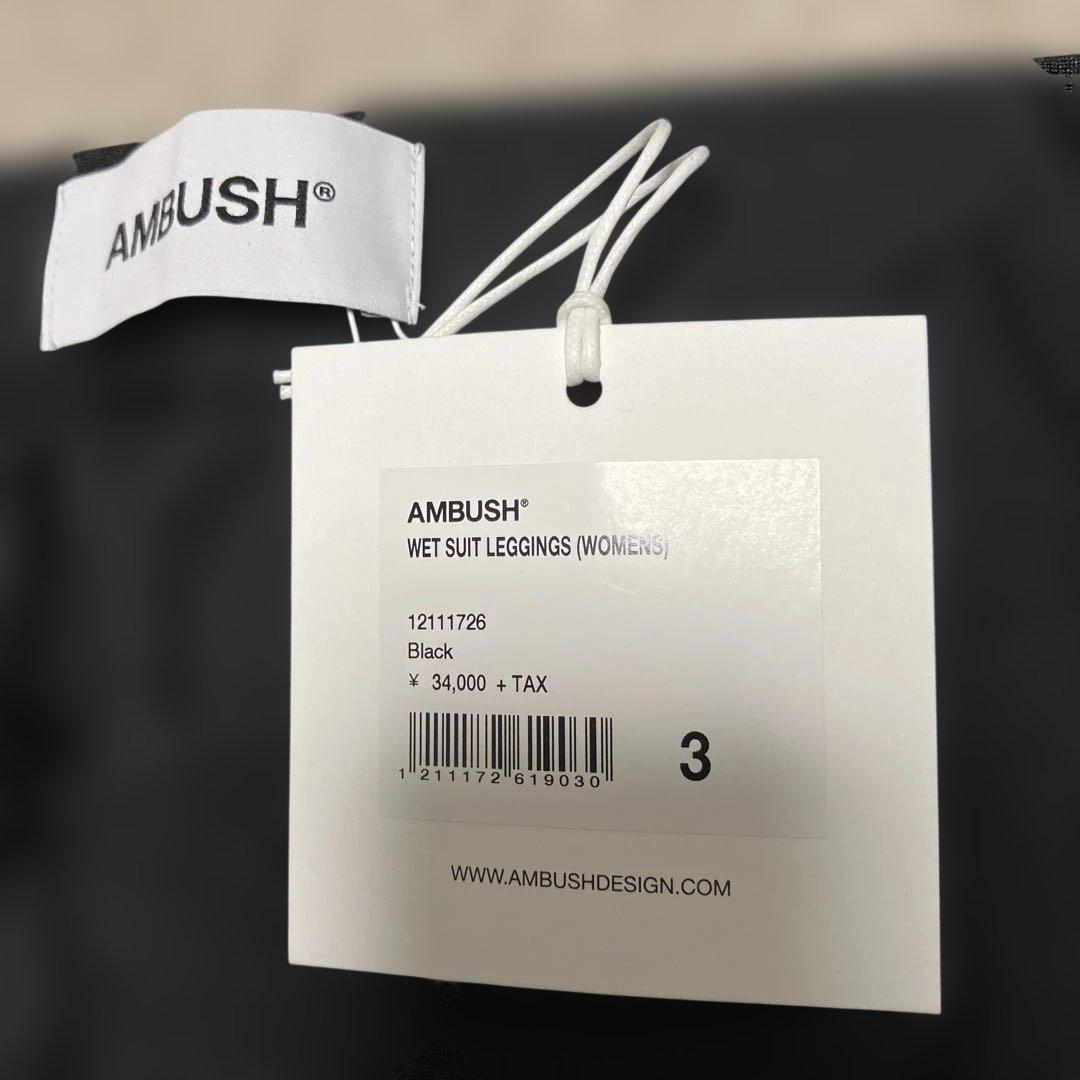 AMBUSH®
AMBUSH®
WET SUIT LEGGINGS (WOMENS)
12111726
Black
¥ 34,000 + TAX
1 211172 619030
3
WWW.AMBUSHDESIGN.COM